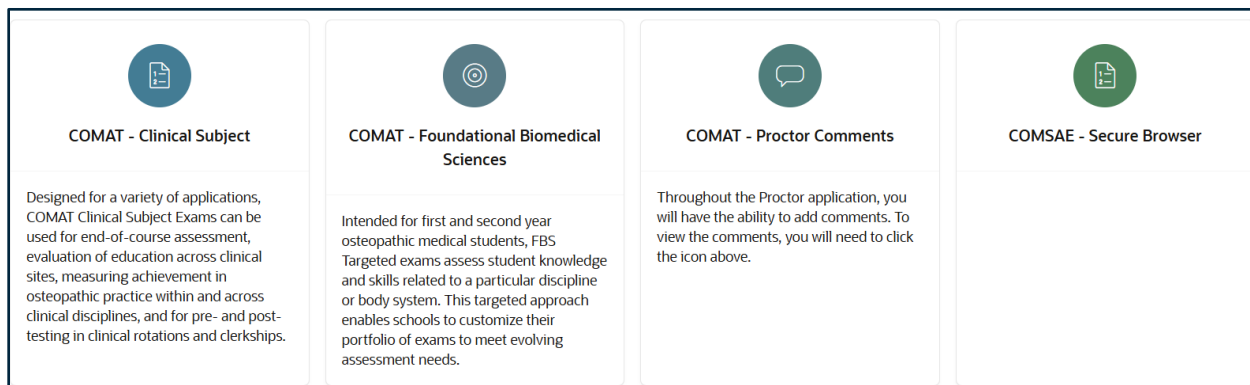 COMAT - Clinical Subject
Designed for a variety of applications,
COMAT Clinical Subject Exams can be
used for end-of-course assessment,
evaluation of education across clinical
sites, measuring achievement in
osteopathic practice within and across
clinical disciplines, and for pre- and post-
testing in clinical rotations and clerkships.
COMAT - Foundational Biomedical
Sciences
Intended for first and second year
osteopathic medical students, FBS
Targeted exams assess student knowledge
and skills related to a particular discipline
or body system. This targeted approach
enables schools to customize their
portfolio of exams to meet evolving
assessment needs.
COMAT - Proctor Comments
Throughout the Proctor application, you
will have the ability to add comments. To
view the comments, you will need to click
the icon above.
COMSAE - Secure Browser